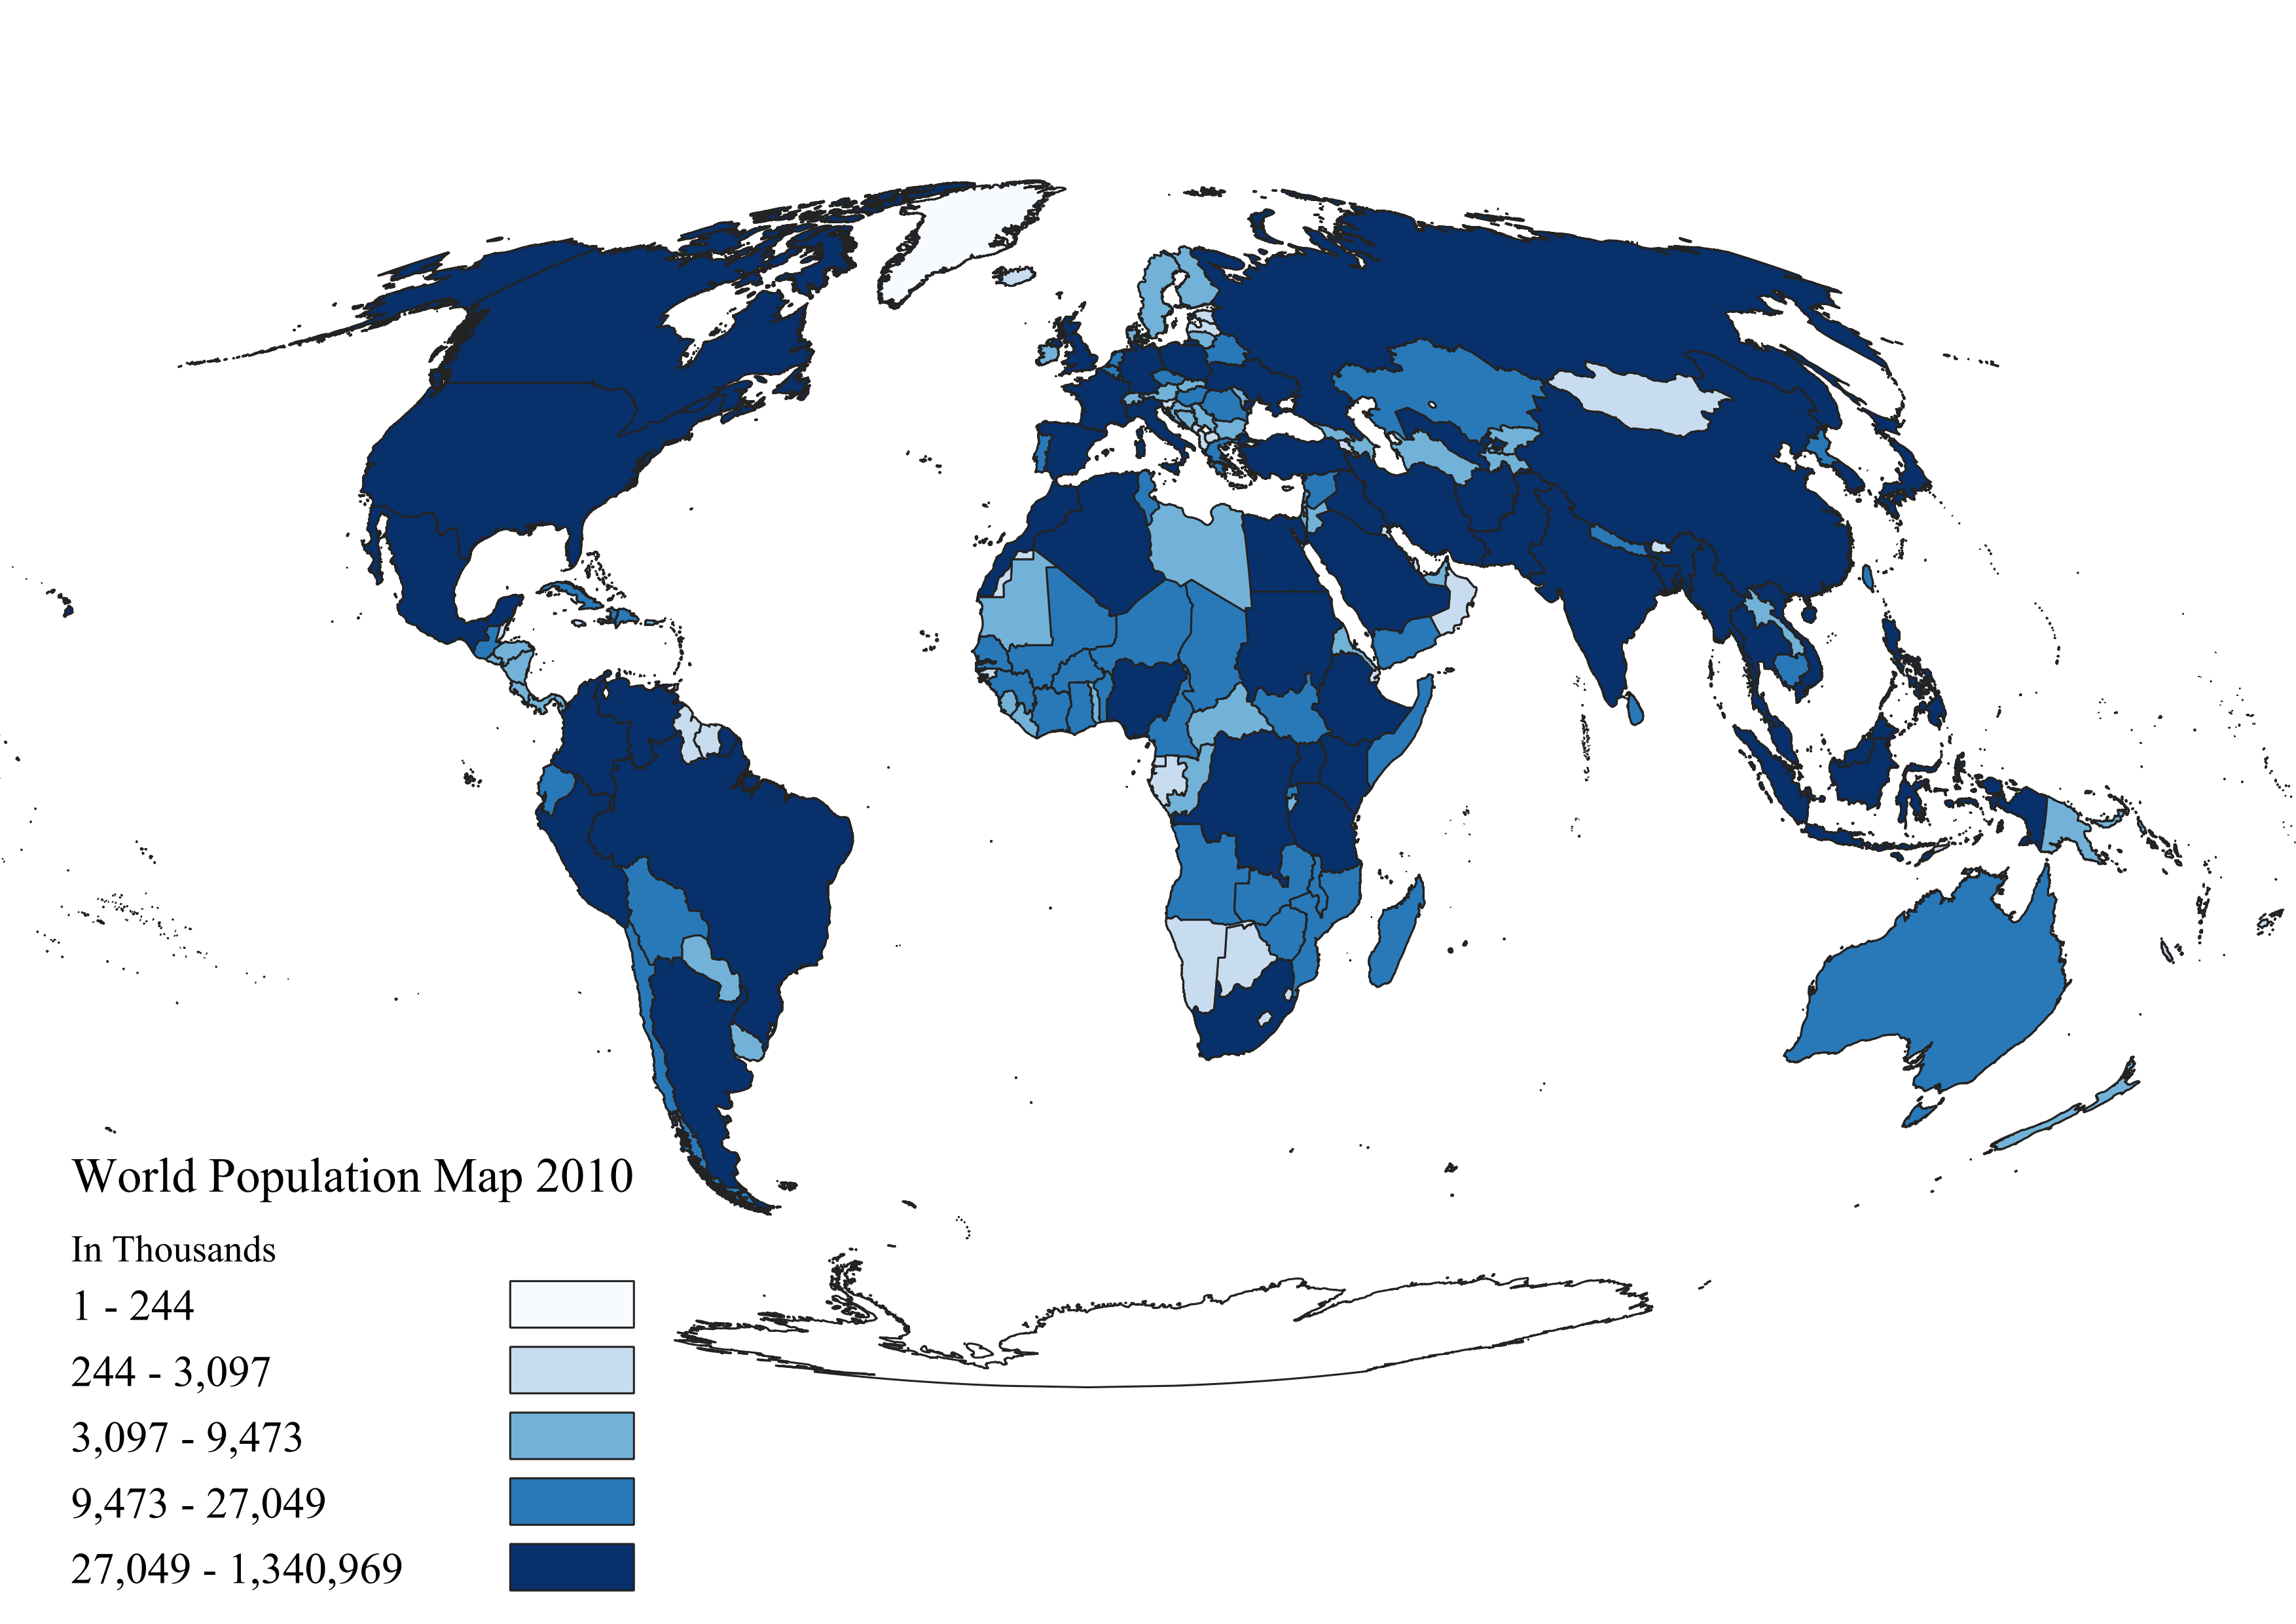 World Population Map 2010
In Thousands
1 - 244
244 - 3,097
3,097 - 9,473
9,473 - 27,049
27,049 - 1,340,969